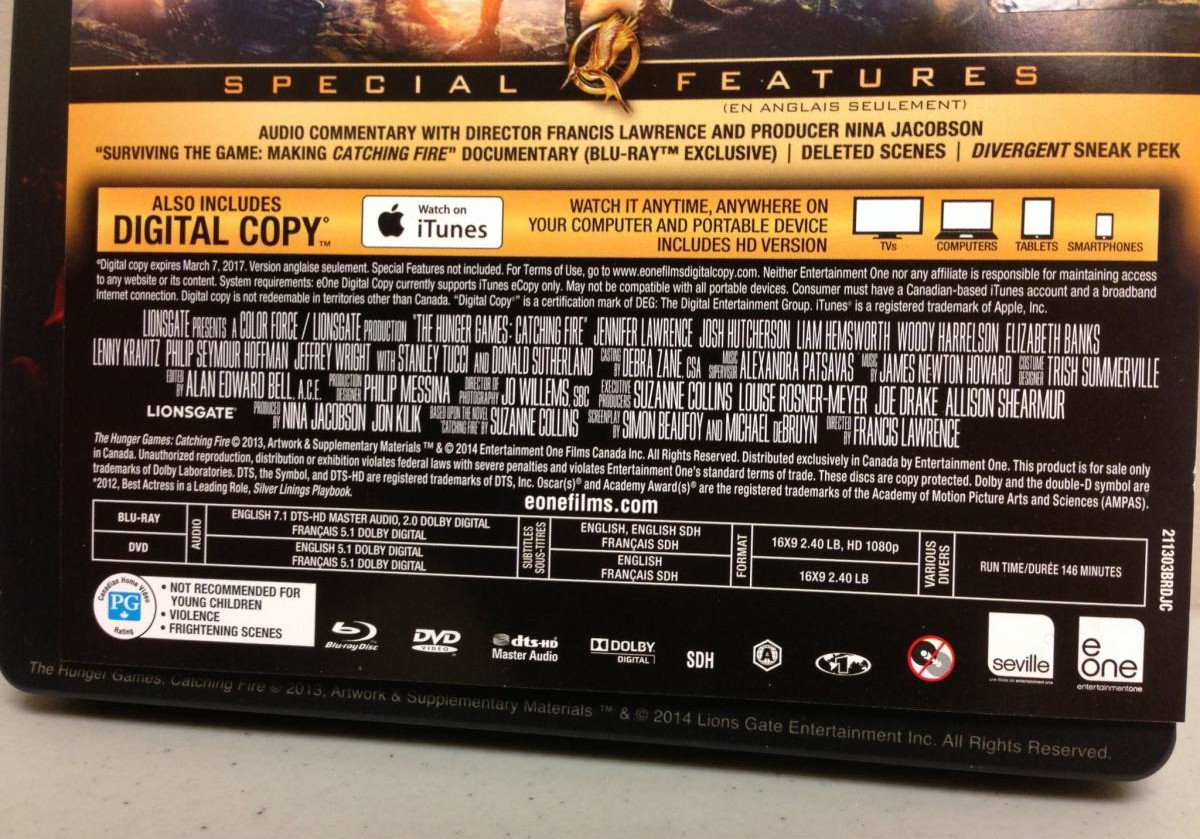 SPECIAL FEATURES
(EN ANGLAIS SEULEMENT)
AUDIO COMMENTARY WITH DIRECTOR FRANCIS LAWRENCE AND PRODUCER NINA JACOBSON
“SURVIVING THE GAME: MAKING CATCHING FIRE” DOCUMENTARY (BLU-RAY™ EXCLUSIVE) | DELETED SCENES | DIVERGENT SNEAK PEEK
ALSO INCLUDES
DIGITAL COPY°™
Watch on
iTunes
WATCH IT ANYTIME, ANYWHERE ON
YOUR COMPUTER AND PORTABLE DEVICE
INCLUDES HD VERSION
TVs COMPUTERS TABLETS SMARTPHONES
°Digital copy expires March 7, 2017. Version anglaise seulement. Special Features not included. For Terms of Use, go to www.eonefilmsdigitalcopy.com. Neither Entertainment One nor any affiliate is responsible for maintaining access
to any website or its content. System requirements: eOne Digital Copy currently supports iTunes eCopy only. May not be compatible with all portable devices. Consumer must have a Canadian-based iTunes account and a broadband
Internet connection. Digital copy is not redeemable in territories other than Canada. “Digital Copy°” is a certification mark of DEG: The Digital Entertainment Group. iTunes® is a registered trademark of Apple, Inc.
LIONSGATE PRESENTS A COLOR FORCE / LIONSGATE PRODUCTION "THE HUNGER GAMES: CATCHING FIRE" JENNIFER LAWRENCE JOSH HUTCHERSON LIAM HEMSWORTH WOODY HARRELSON ELIZABETH BANKS
LENNY KRAVITZ PHILIP SEYMOUR HOFFMAN JEFFREY WRIGHT WITH STANLEY TUCCI AND DONALD SUTHERLAND CASTING BY DEBRA ZANE, CSA MUSIC SUPERVISOR ALEXANDRA PATSAVAS MUSIC BY JAMES NEWTON HOWARD COSTUME DESIGNER TRISH SUMMERVILLE
EDITED BY ALAN EDWARD BELL, A.C.E. PRODUCTION DESIGNER PHILIP MESSINA DIRECTOR OF PHOTOGRAPHY JO WILLEMS, SBC EXECUTIVE PRODUCERS SUZANNE COLLINS LOUISE ROSNER-MEYER JOE DRAKE ALLISON SHEARMUR
LIONSGATE® PRODUCED BY NINA JACOBSON JON KILIK BASED UPON THE NOVEL "CATCHING FIRE" BY SUZANNE COLLINS SCREENPLAY BY SIMON BEAUFOY AND MICHAEL DEBRUYN DIRECTED BY FRANCIS LAWRENCE
The Hunger Games: Catching Fire © 2013, Artwork & Supplementary Materials ™ & © 2014 Entertainment One Films Canada Inc. All Rights Reserved. Distributed exclusively in Canada by Entertainment One. This product is for sale only
in Canada. Unauthorized reproduction, distribution or exhibition violates federal laws with severe penalties and violates Entertainment One's standard terms of trade. These discs are copy protected. Dolby and the double-D symbol are
trademarks of Dolby Laboratories. DTS, the Symbol, and DTS-HD are registered trademarks of DTS, Inc. Oscar(s)® and Academy Award(s)® are the registered trademarks of the Academy of Motion Picture Arts and Sciences (AMPAS).
*2012, Best Actress in a Leading Role, Silver Linings Playbook.
eonefilms.com
BLU-RAY
DVD
AUDIO
ENGLISH 7.1 DTS-HD MASTER AUDIO, 2.0 DOLBY DIGITAL
FRANÇAIS 5.1 DOLBY DIGITAL
ENGLISH 5.1 DOLBY DIGITAL
FRANÇAIS 5.1 DOLBY DIGITAL
SUBTITLES
SOUS-TITRES
ENGLISH, ENGLISH SDH
FRANÇAIS SDH
ENGLISH
FRANÇAIS SDH
FORMAT
16X9 2.40 LB, HD 1080p
16X9 2.40 LB
VARIOUS
DIVERS
RUN TIME/DURÉE 146 MINUTES
211303BRDJC
Canadian Home Video
PG
Rating
• NOT RECOMMENDED FOR
YOUNG CHILDREN
• VIOLENCE
• FRIGHTENING SCENES
Blu-ray Disc
DVD
VIDEO
dts-HD
Master Audio
DOLBY
DIGITAL
SDH
A
1
seville
e
one
entertainmentone
The Hunger Games: Catching Fire © 2013, Artwork & Supplementary Materials ™ & © 2014 Lions Gate Entertainment Inc. All Rights Reserved.